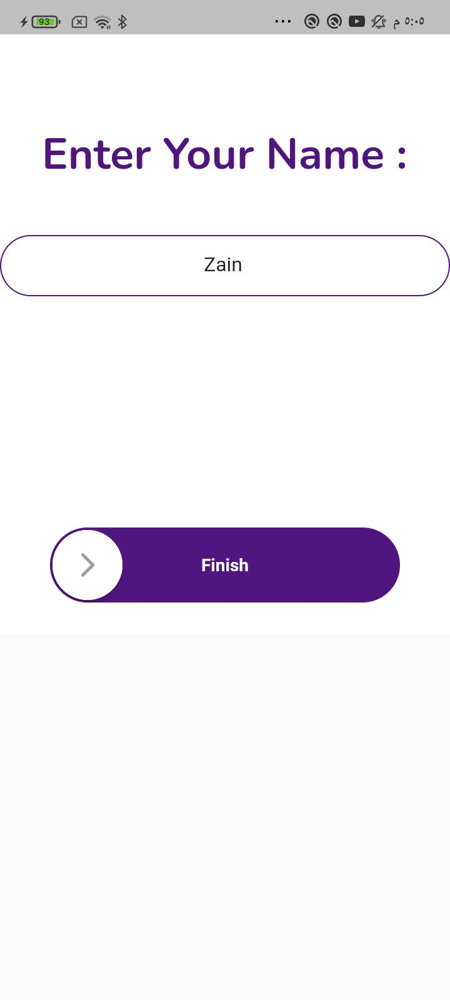 93 م ٥:٠٥
Enter Your Name :
Zain
Finish